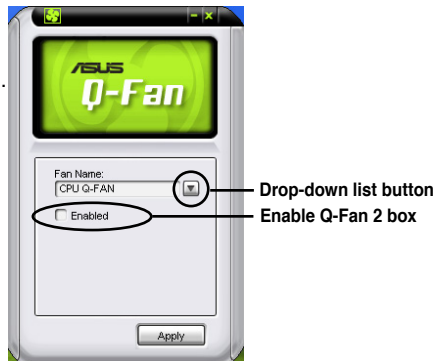 ASUS
Q-Fan
Fan Name:
CPU Q-FAN
Drop-down list button
Enabled
Enable Q-Fan 2 box
Apply